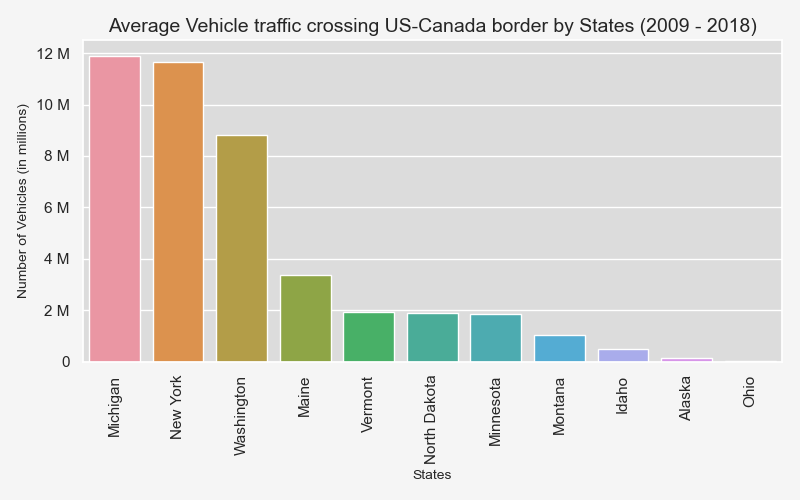 Average Vehicle traffic crossing US-Canada border by States (2009 - 2018)
Number of Vehicles (in millions)
12 M
10 M
8 M
6 M
4 M
2 M
0
Michigan
New York
Washington
Maine
Vermont
North Dakota
Minnesota
Montana
Idaho
Alaska
Ohio
States